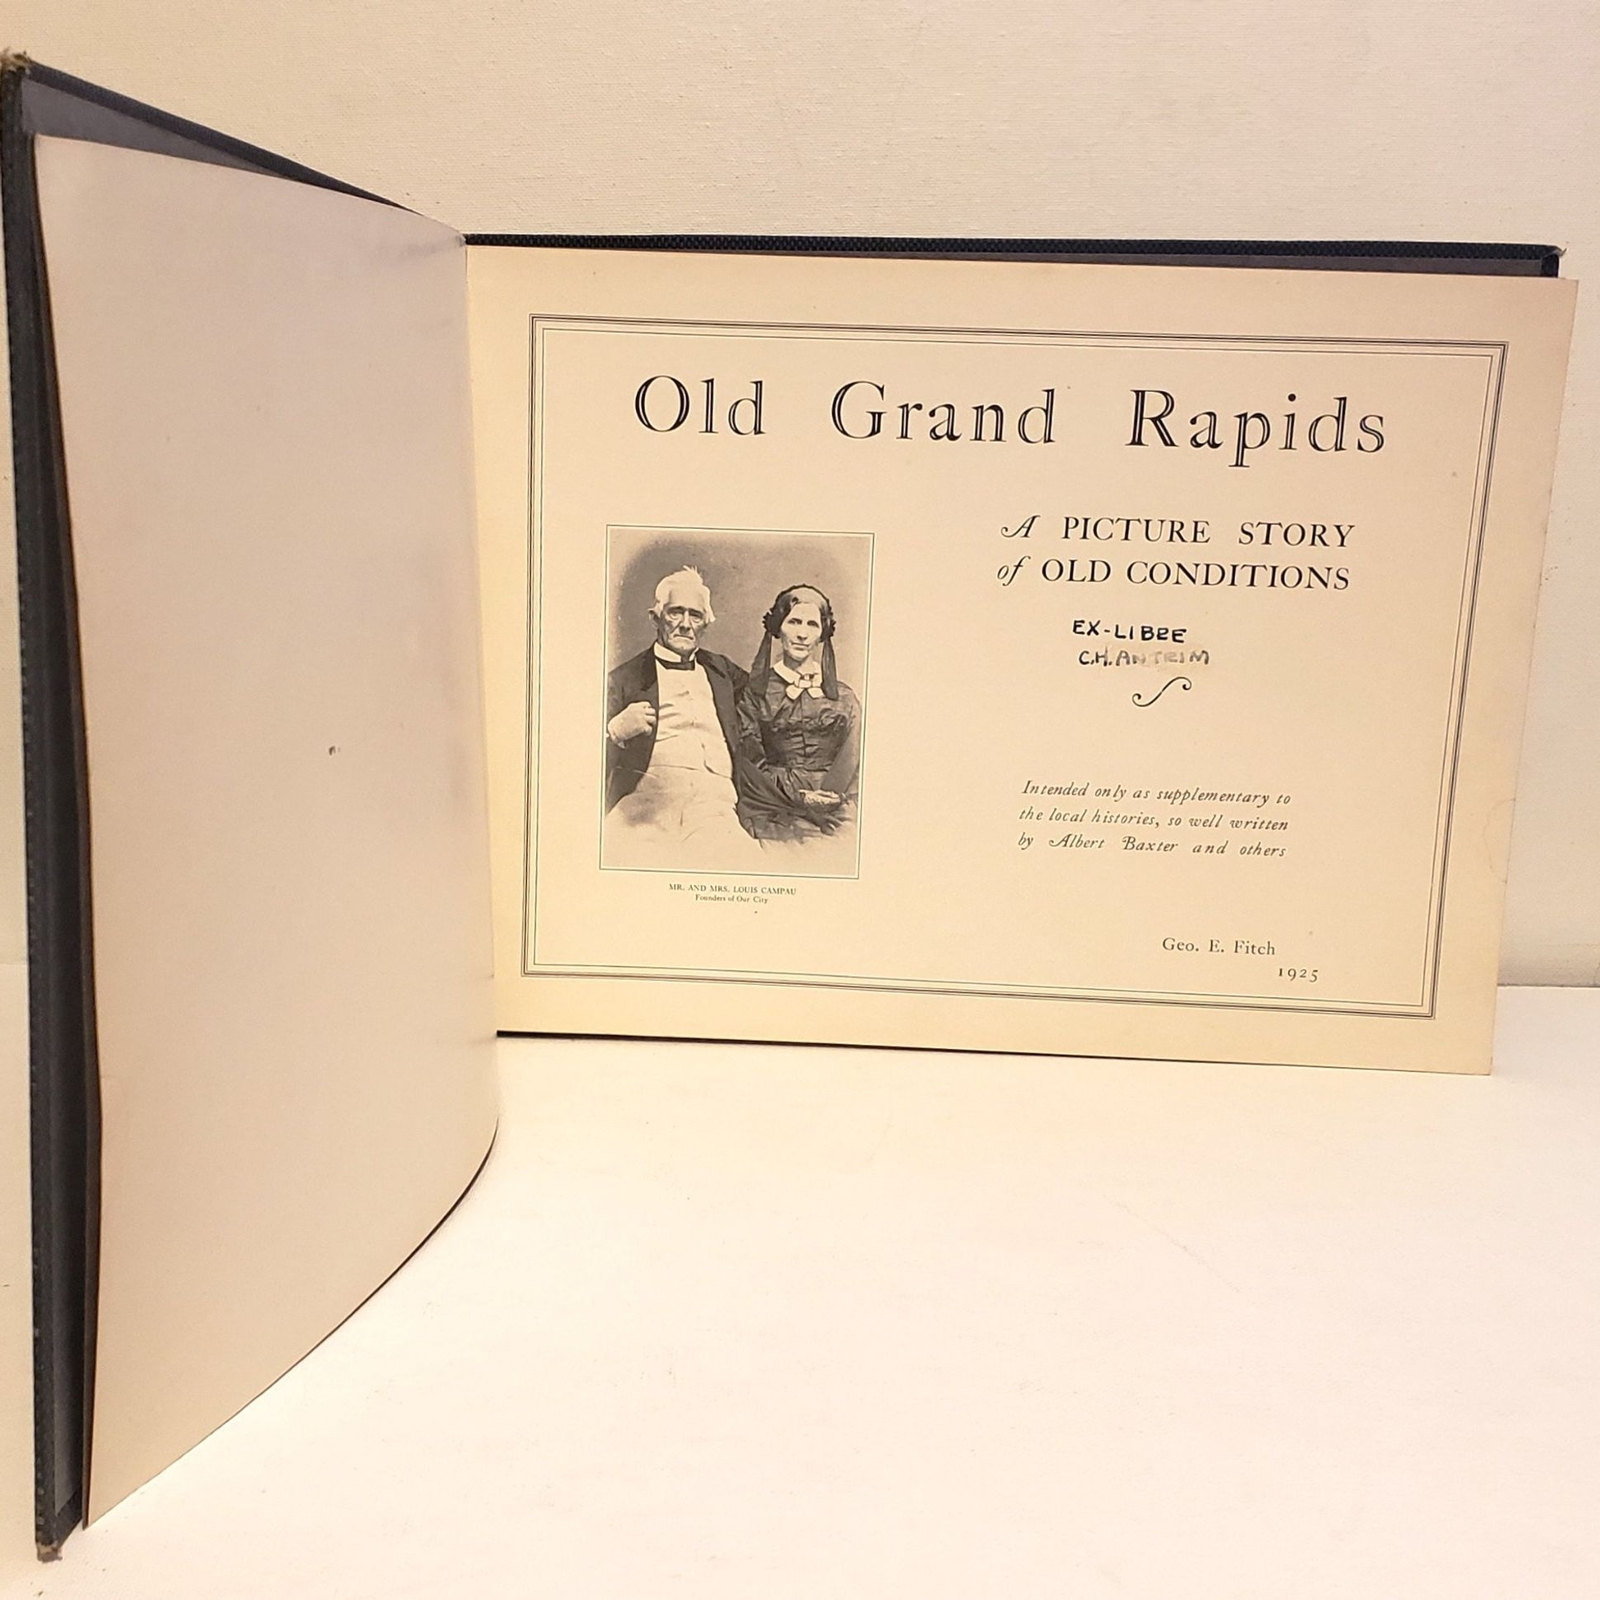 Old Grand Rapids
A PICTURE STORY
of OLD CONDITIONS
EX-LIBRE
C.H. ANTRIM
Intended only as supplementary to
the local histories, so well written
by Albert Baxter and others
MR. AND MRS. LOUIS CAMPAU
Founders of Our City
Geo. E. Fitch
1925